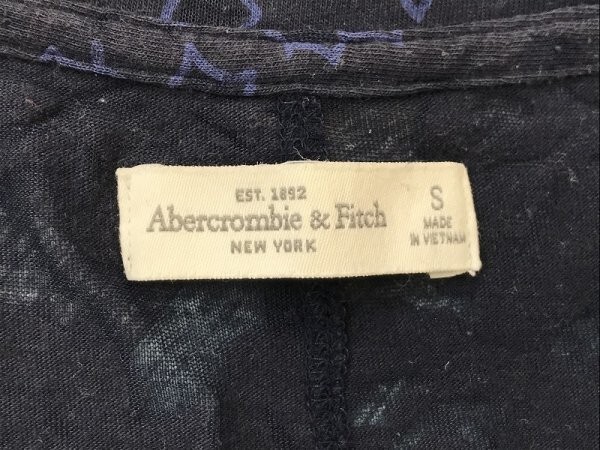 EST. 1892
Abercrombie & Fitch
NEW YORK
S
MADE
IN VIETNAM